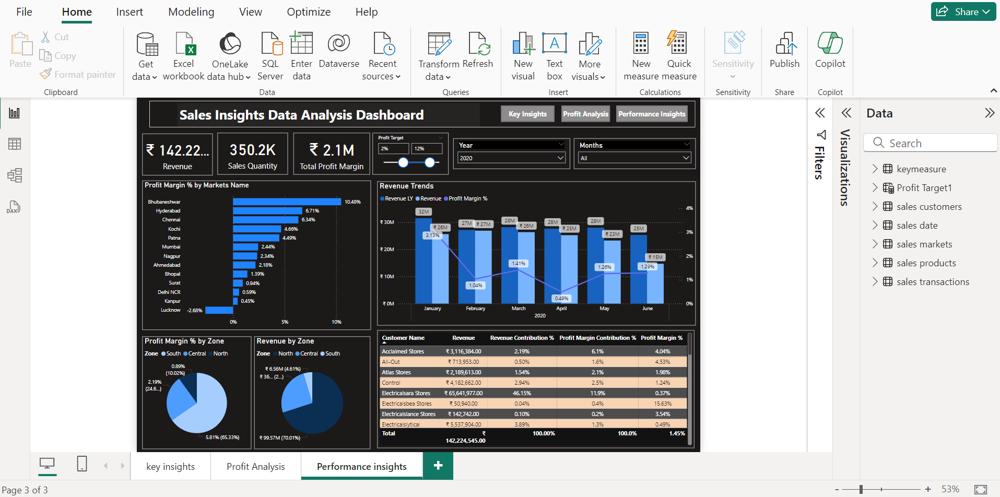 File Home Insert Modeling View Optimize Help Share
Paste
Cut
Copy
Format painter
Clipboard
Get data
Excel workbook
OneLake data hub
SQL Server
Enter data
Dataverse
Recent sources
Data
Transform data
Refresh
Queries
New visual
Text box
More visuals
Insert
New measure
Quick measure
Calculations
Sensitivity
Sensitivity
Publish
Share
Copilot
Copilot
Sales Insights Data Analysis Dashboard
Key Insights
Profit Analysis
Performance Insights
₹ 142.22...
Revenue
350.2K
Sales Quantity
₹ 2.1M
Total Profit Margin
Profit Target
2% 12%
Year
2020
Months
All
Profit Margin % by Markets Name
Bhubaneshwar 10.48%
Hyderabad 6.71%
Chennai 6.34%
Kochi 4.66%
Patna 4.49%
Mumbai 2.44%
Nagpur 2.34%
Ahmedabad 2.18%
Bhopal 1.39%
Surat 0.94%
Delhi NCR 0.59%
Kanpur 0.45%
Lucknow -2.68%
0% 5% 10%
Revenue Trends
Revenue LY Revenue Profit Margin %
₹ 30M
₹ 20M
₹ 10M
₹ 0M
32M ₹ 26M 3.13%
27M ₹ 27M 1.04%
28M ₹ 26M 1.41%
28M ₹ 25M 0.49%
28M ₹ 23M 1.26%
25M ₹ 15M 1.29%
4%
3%
2%
1%
0%
January February March April May June
2020
Profit Margin % by Zone
Zone South Central North
0.89%
(10.02%)
2.19%
(24.6...)
5.81% (65.33%)
Revenue by Zone
Zone North Central South
₹ 6.56M (4.61%)
₹ 36... (2...)
₹ 99.57M (70.01%)
Customer Name Revenue Revenue Contribution % Profit Margin Contribution % Profit Margin %
Acclaimed Stores ₹ 3,116,384.00 2.19% 6.1% 4.04%
All-Out ₹ 713,953.00 0.50% 1.6% 4.53%
Atlas Stores ₹ 2,189,613.00 1.54% 2.1% 1.98%
Control ₹ 4,182,662.00 2.94% 2.5% 1.24%
Electricalsara Stores ₹ 65,641,977.00 46.15% 11.9% 0.37%
Electricalsbea Stores ₹ 50,940.00 0.04% 0.4% 15.63%
Electricalslance Stores ₹ 142,742.00 0.10% 0.2% 3.54%
Electricalslytical ₹ 5,537,904.00 3.89% 1.3% 0.49%
Total ₹ 100.00% 100.0% 1.45%
142,224,545.00
Filters
Visualizations
Data
Search
keymeasure
Profit Target1
sales customers
sales date
sales markets
sales products
sales transactions
DAX
key insights
Profit Analysis
Performance insights
+
Page 3 of 3
- + 53%